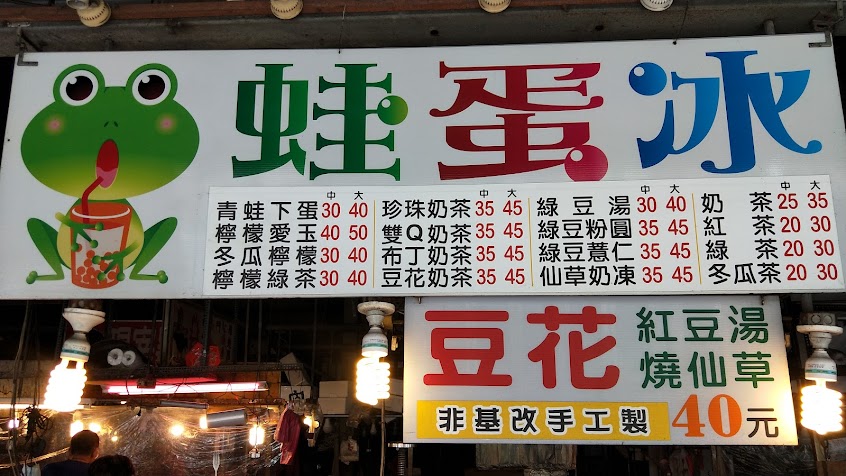 蛙蛋冰
中 大 中 大 中 大 中 大
青蛙下蛋 30 40 珍珠奶茶 35 45 綠豆湯 30 40 奶茶 25 35
檸檬愛玉 40 50 雙Q奶茶 35 45 綠豆粉圓 35 45 紅茶 20 30
冬瓜檸檬 30 40 布丁奶茶 35 45 綠豆薏仁 35 45 綠茶 20 30
檸檬綠茶 30 40 豆花奶茶 35 45 仙草奶凍 35 45 冬瓜茶 20 30
豆花
紅豆湯
燒仙草
非基改手工製 40元